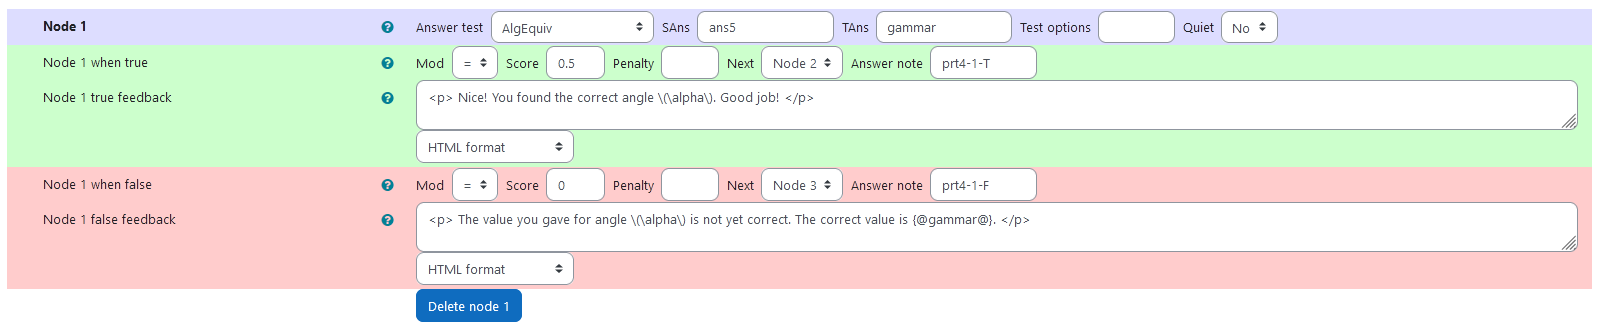 Node 1 Answer test AlgEquiv SAns ans5 TAns gammar Test options Quiet No
Node 1 when true Mod = Score 0.5 Penalty Next Node 2 Answer note prt4-1-T
Node 1 true feedback <p> Nice! You found the correct angle \(\alpha\). Good job! </p>
HTML format
Node 1 when false Mod = Score 0 Penalty Next Node 3 Answer note prt4-1-F
Node 1 false feedback <p> The value you gave for angle \(\alpha\) is not yet correct. The correct value is {@gammar@}. </p>
HTML format
Delete node 1